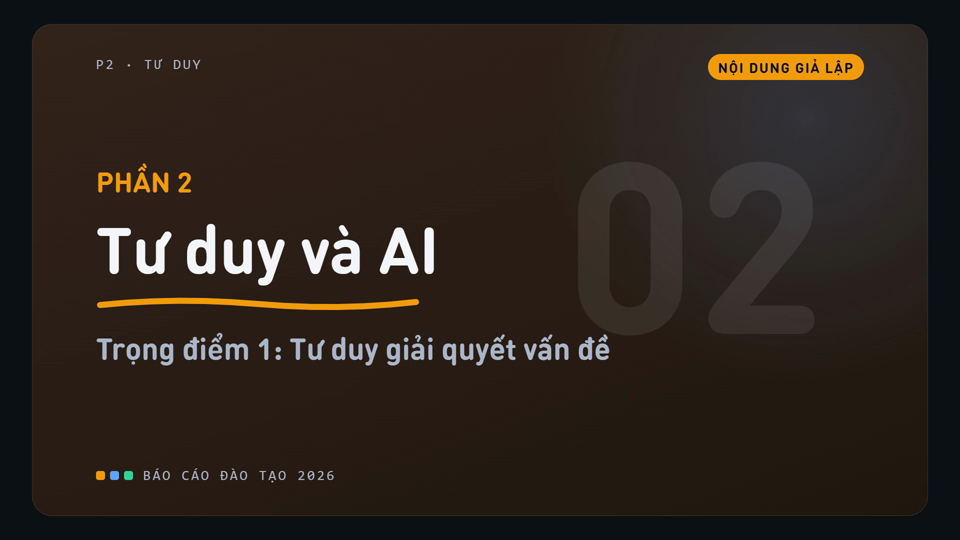 P2 · TƯ DUY
NỘI DUNG GIẢ LẬP
PHẦN 2
02
Tư duy và AI
Trọng điểm 1: Tư duy giải quyết vấn đề
BÁO CÁO ĐÀO TẠO 2026